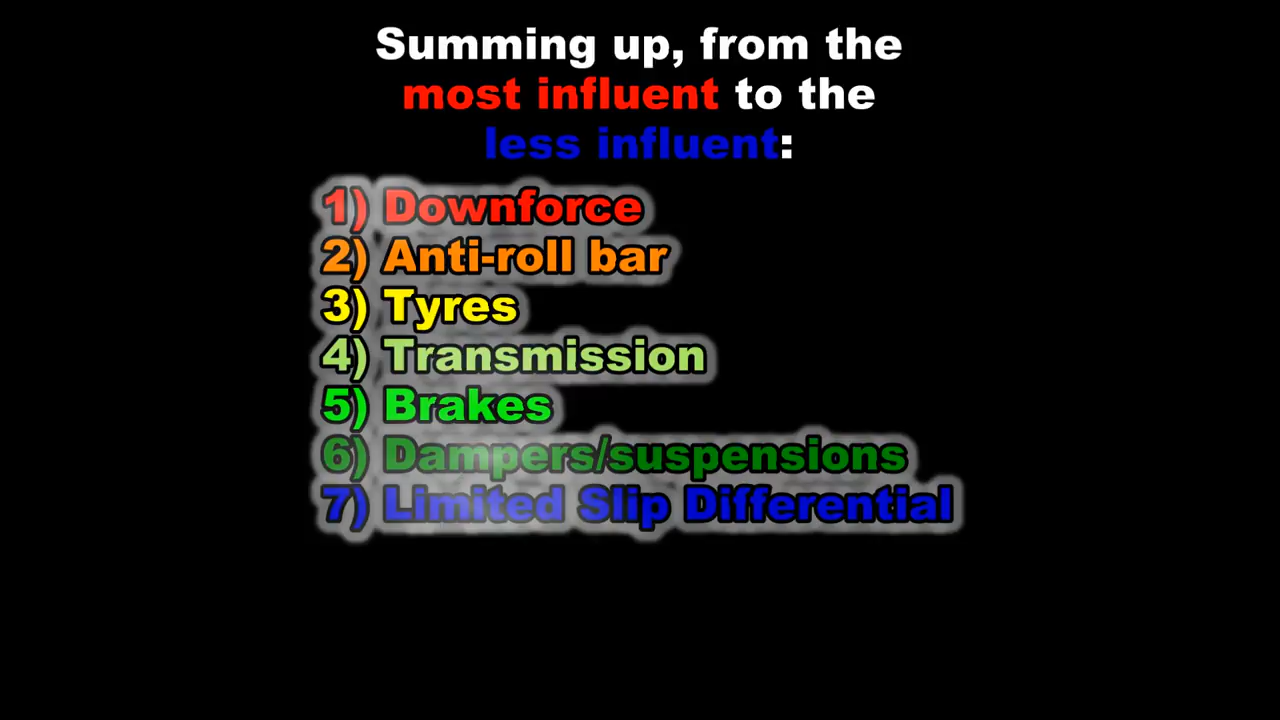 Summing up, from the
most influent to the
less influent:
1) Downforce
2) Anti-roll bar
3) Tyres
4) Transmission
5) Brakes
6) Dampers/suspensions
7) Limited Slip Differential